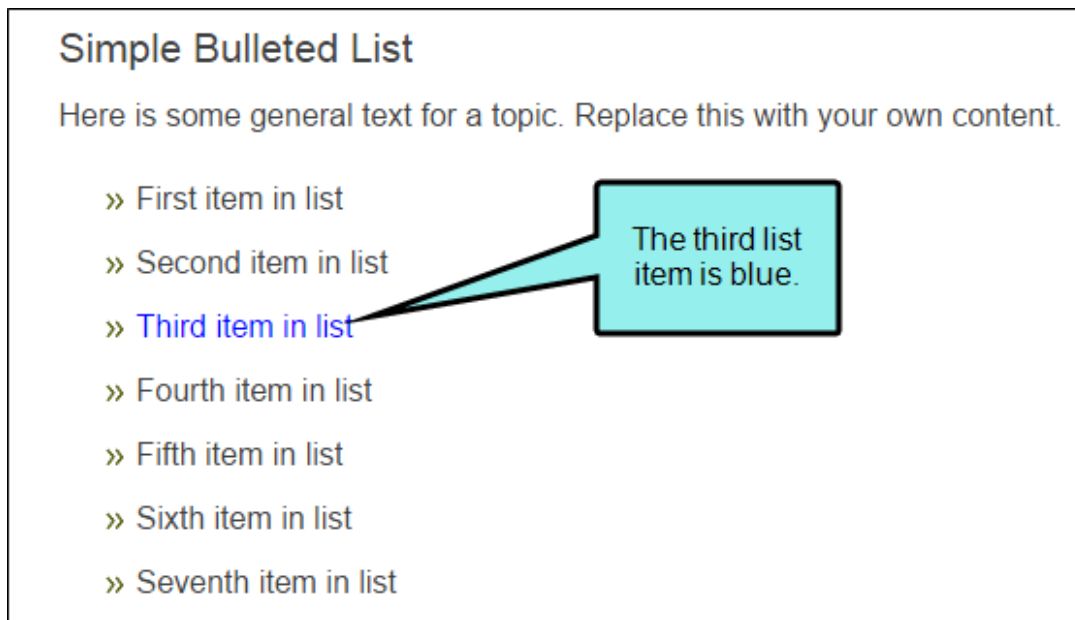 Simple Bulleted List
Here is some general text for a topic. Replace this with your own content.
» First item in list
» Second item in list
» Third item in list
» Fourth item in list
» Fifth item in list
» Sixth item in list
» Seventh item in list
The third list
item is blue.